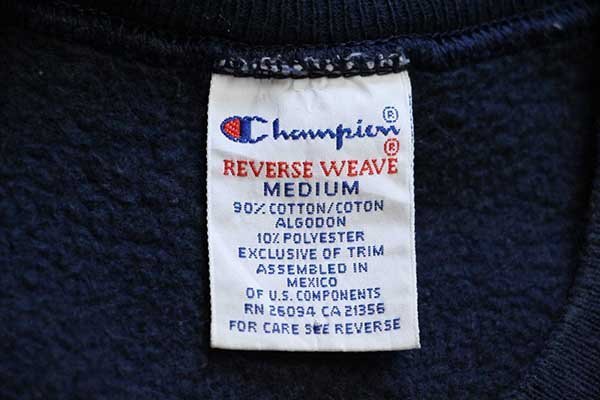 Champion®
REVERSE WEAVE®
MEDIUM
90% COTTON/COTON
ALGODON
10% POLYESTER
EXCLUSIVE OF TRIM
ASSEMBLED IN
MEXICO
OF U.S. COMPONENTS
RN 26094 CA 21356
FOR CARE SEE REVERSE